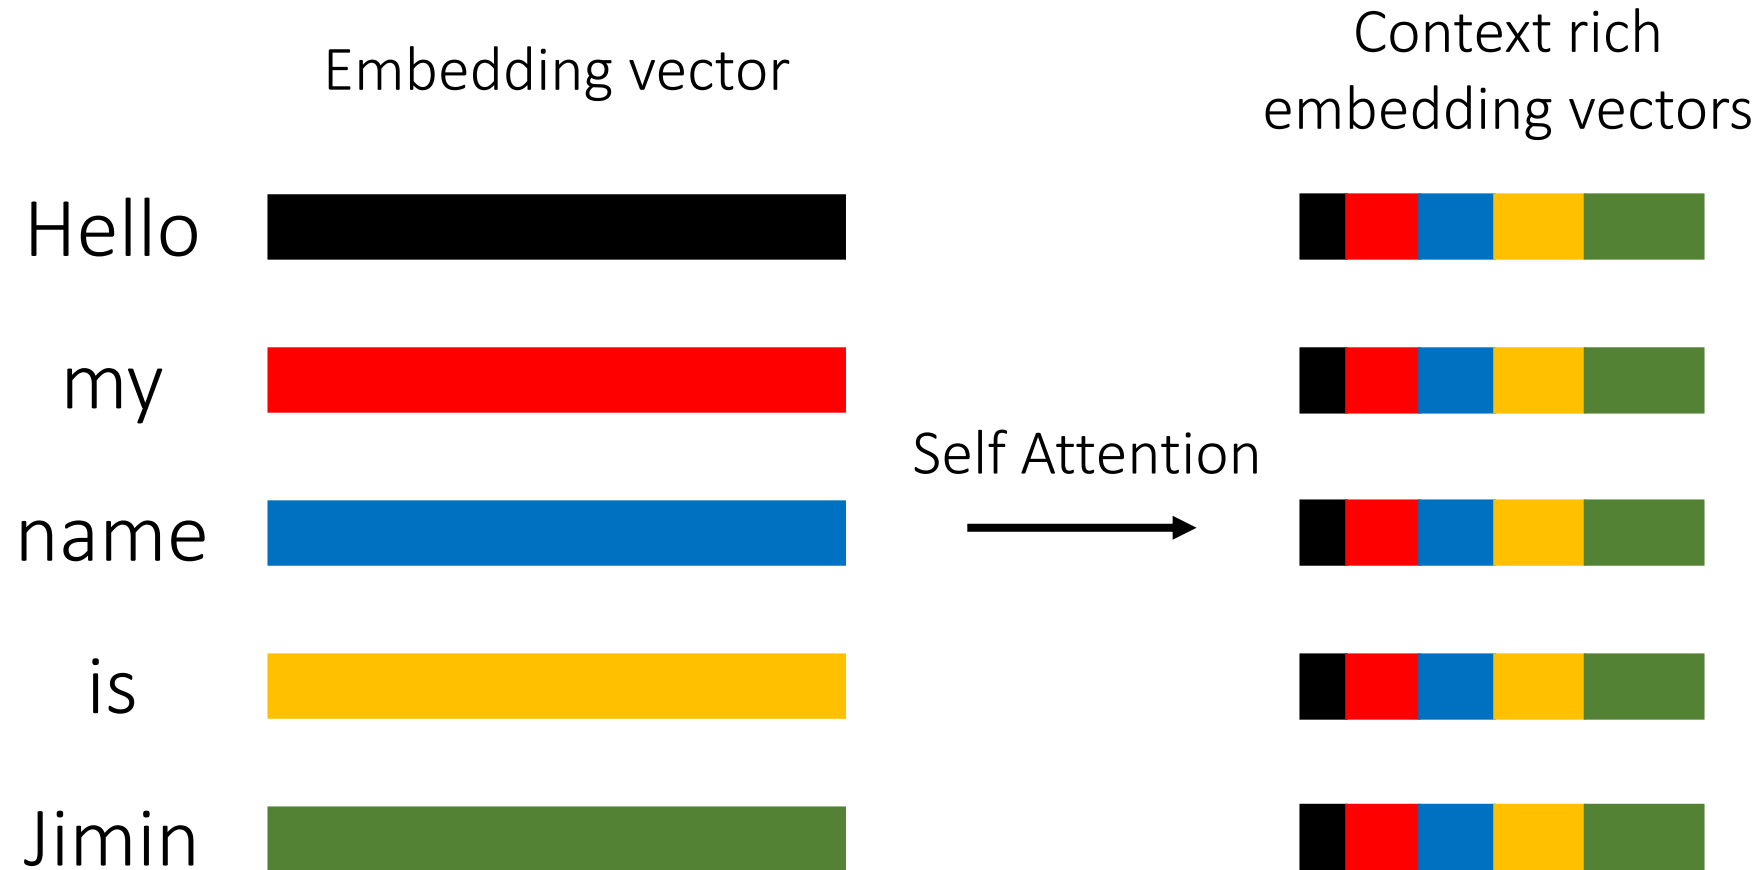 Embedding vector
Context rich
embedding vectors
Hello
my
name
is
Jimin
Self Attention